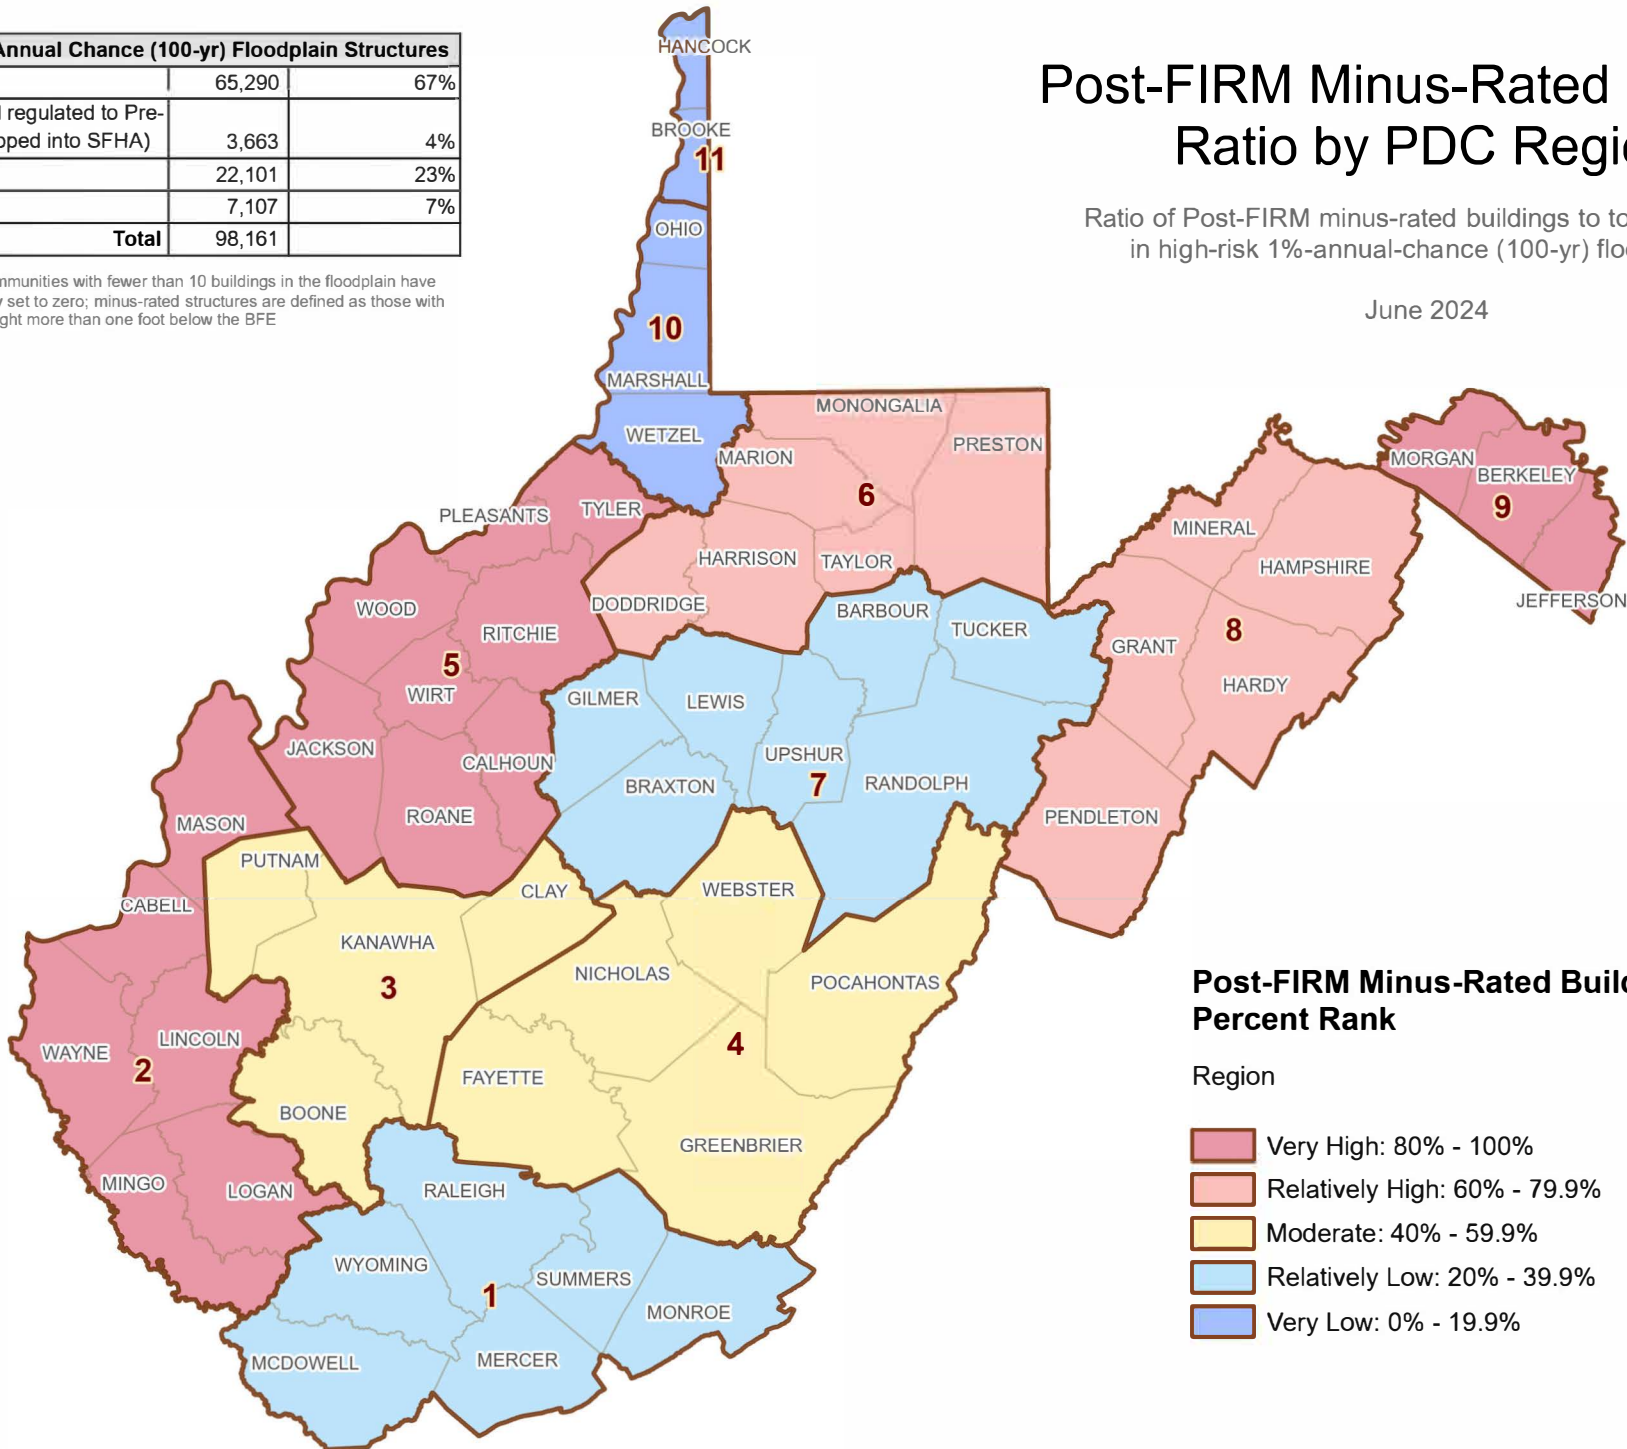 Annual Chance (100-yr) Floodplain Structures
65,290 67%
regulated to Pre-
pped into SFHA) 3,663 4%
22,101 23%
7,107 7%
Total 98,161
mmunities with fewer than 10 buildings in the floodplain have
y set to zero; minus-rated structures are defined as those with
ght more than one foot below the BFE
Post-FIRM Minus-Rated
Ratio by PDC Regi
Ratio of Post-FIRM minus-rated buildings to to
in high-risk 1%-annual-chance (100-yr) floo
June 2024
HANCOCK
BROOKE
11
OHIO
10
MARSHALL
WETZEL
MONONGALIA
PRESTON
MARION
6
HARRISON
TAYLOR
DODDRIDGE
MORGAN
BERKELEY
9
JEFFERSON
MINERAL
HAMPSHIRE
8
GRANT
HARDY
PENDLETON
PLEASANTS
TYLER
WOOD
RITCHIE
5
WIRT
JACKSON
CALHOUN
ROANE
BARBOUR
TUCKER
GILMER
LEWIS
UPSHUR
7
RANDOLPH
BRAXTON
MASON
CABELL
WAYNE
LINCOLN
2
MINGO
LOGAN
PUTNAM
CLAY
KANAWHA
3
BOONE
WEBSTER
NICHOLAS
POCAHONTAS
4
FAYETTE
GREENBRIER
RALEIGH
WYOMING
1
SUMMERS
MONROE
MCDOWELL
MERCER
Post-FIRM Minus-Rated Buil
Percent Rank
Region
Very High: 80% - 100%
Relatively High: 60% - 79.9%
Moderate: 40% - 59.9%
Relatively Low: 20% - 39.9%
Very Low: 0% - 19.9%